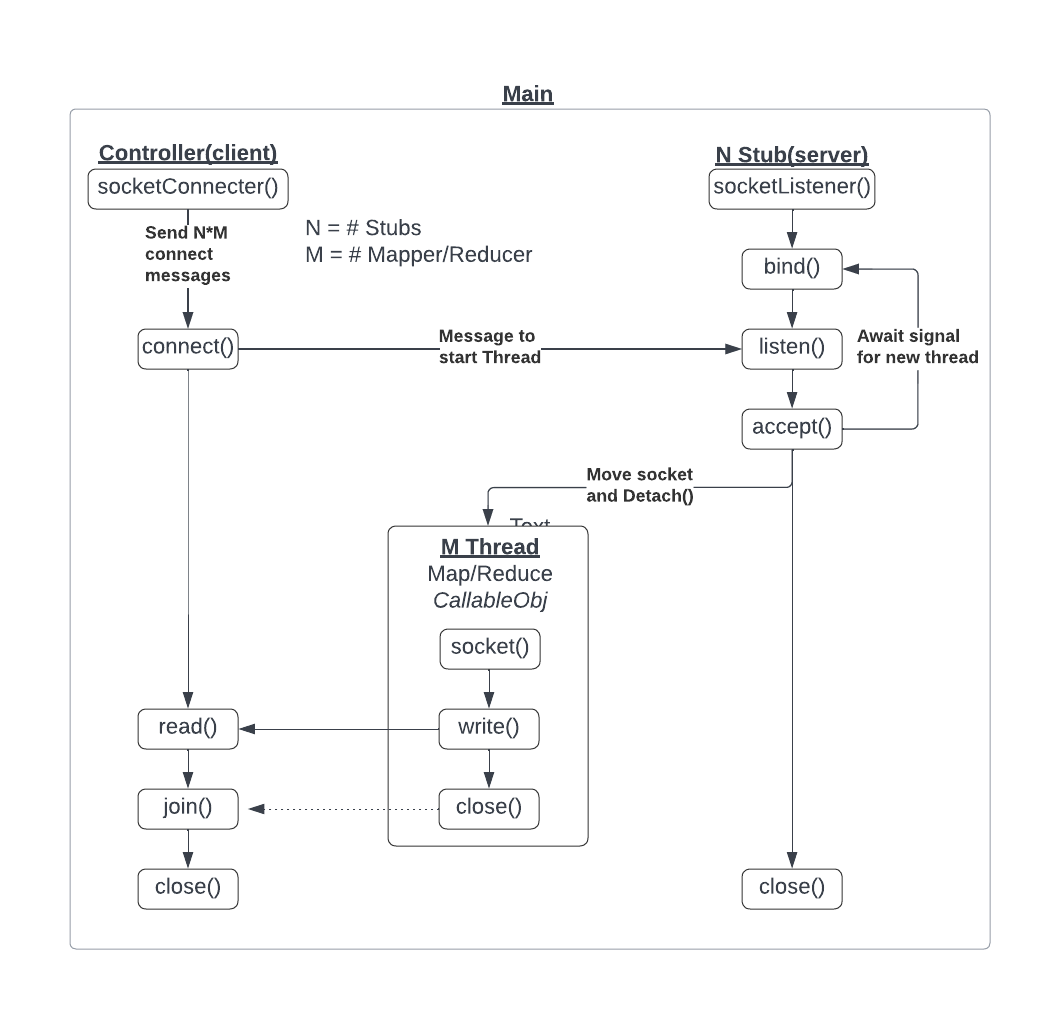 Main
Controller(client)
socketConnecter()
Send N*M
connect
messages
N = # Stubs
M = # Mapper/Reducer
N Stub(server)
socketListener()
bind()
connect()
Message to
start Thread
listen()
Await signal
for new thread
accept()
Move socket
and Detach()
Text
M Thread
Map/Reduce
CallableObj
socket()
read()
write()
join()
close()
close()
close()